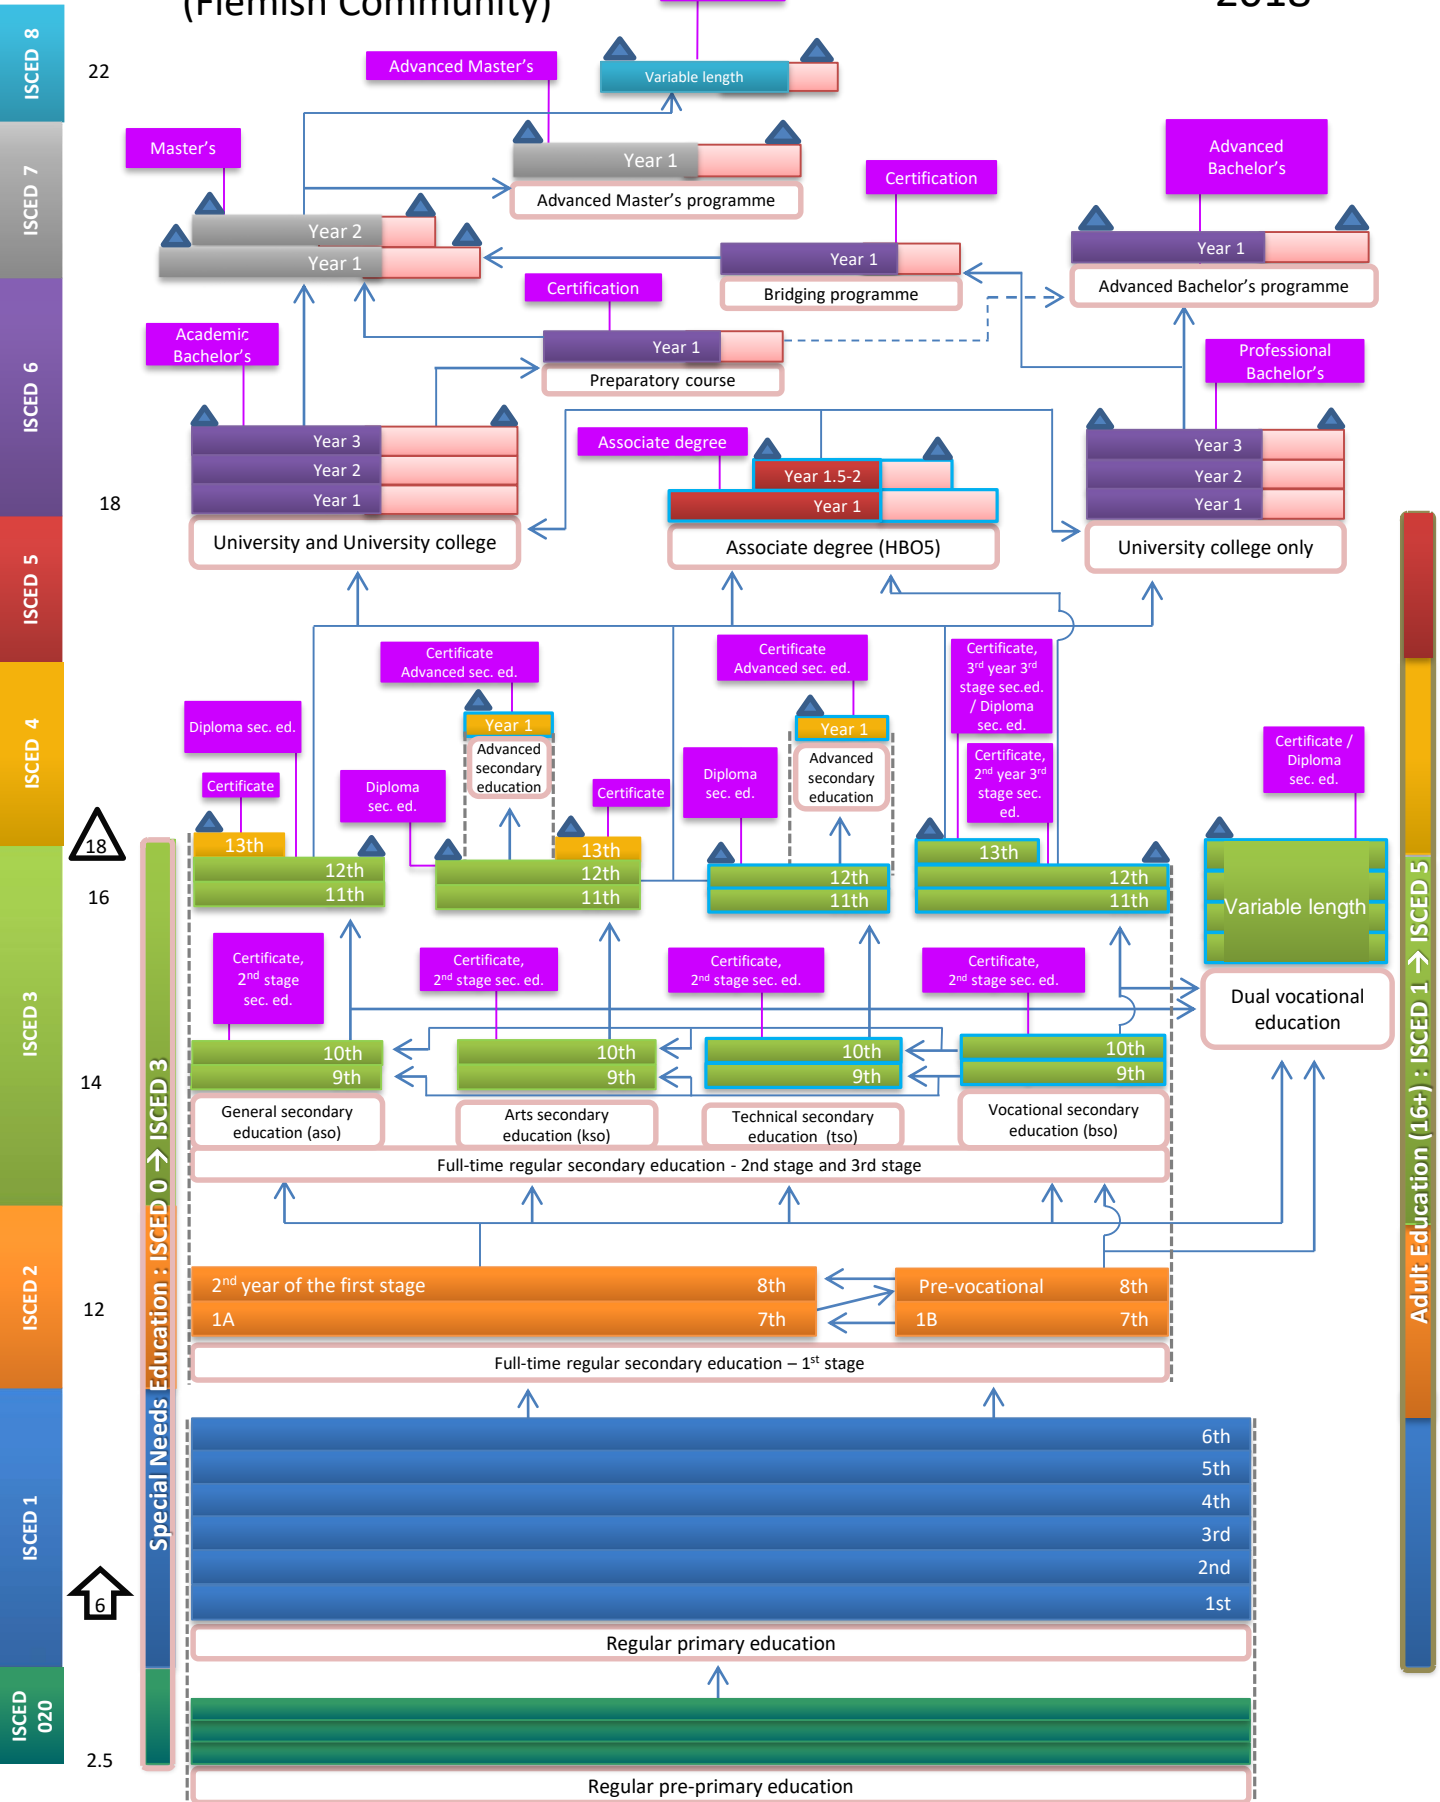 (Flemish Community)
2018
ISCED 8
22
Advanced Master's
Variable length
ISCED 7
Master's
Year 1
Advanced Master's programme
Certification
Advanced
Bachelor's
Year 2
Year 1
Year 1
Bridging programme
Year 1
Advanced Bachelor's programme
ISCED 6
Certification
Academic
Bachelor's
Year 1
Preparatory course
Professional
Bachelor's
Associate degree
Year 3
Year 2
Year 1
University and University college
18
Year 1.5-2
Year 1
Associate degree (HBO5)
Year 3
Year 2
Year 1
University college only
ISCED 5
ISCED 4
Certificate
Advanced sec. ed.
Certificate
Advanced sec. ed.
Certificate,
3rd year 3rd
stage sec.ed.
/ Diploma
sec. ed.
Diploma sec. ed.
Year 1
Advanced
secondary
education
Year 1
Advanced
secondary
education
Certificate,
2nd year 3rd
stage sec.
ed.
Certificate /
Diploma
sec. ed.
Certificate
Diploma
sec. ed.
Certificate
Diploma
sec. ed.
18
13th
12th
11th
13th
12th
11th
12th
11th
13th
12th
11th
16
Variable length
Dual vocational
education
ISCED 3
Certificate,
2nd stage
sec. ed.
Certificate,
2nd stage sec. ed.
Certificate,
2nd stage sec. ed.
Certificate,
2nd stage sec. ed.
10th
9th
10th
9th
10th
9th
10th
9th
14
General secondary
education (aso)
Arts secondary
education (kso)
Technical secondary
education (tso)
Vocational secondary
education (bso)
Full-time regular secondary education - 2nd stage and 3rd stage
ISCED 2
12
2nd year of the first stage 8th
1A 7th
Pre-vocational 8th
1B 7th
Full-time regular secondary education – 1st stage
ISCED 1
6th
5th
4th
3rd
2nd
1st
6
Regular primary education
ISCED
020
2.5
Regular pre-primary education
Special Needs Education : ISCED 0 → ISCED 3
Adult Education (16+) : ISCED 1 → ISCED 5